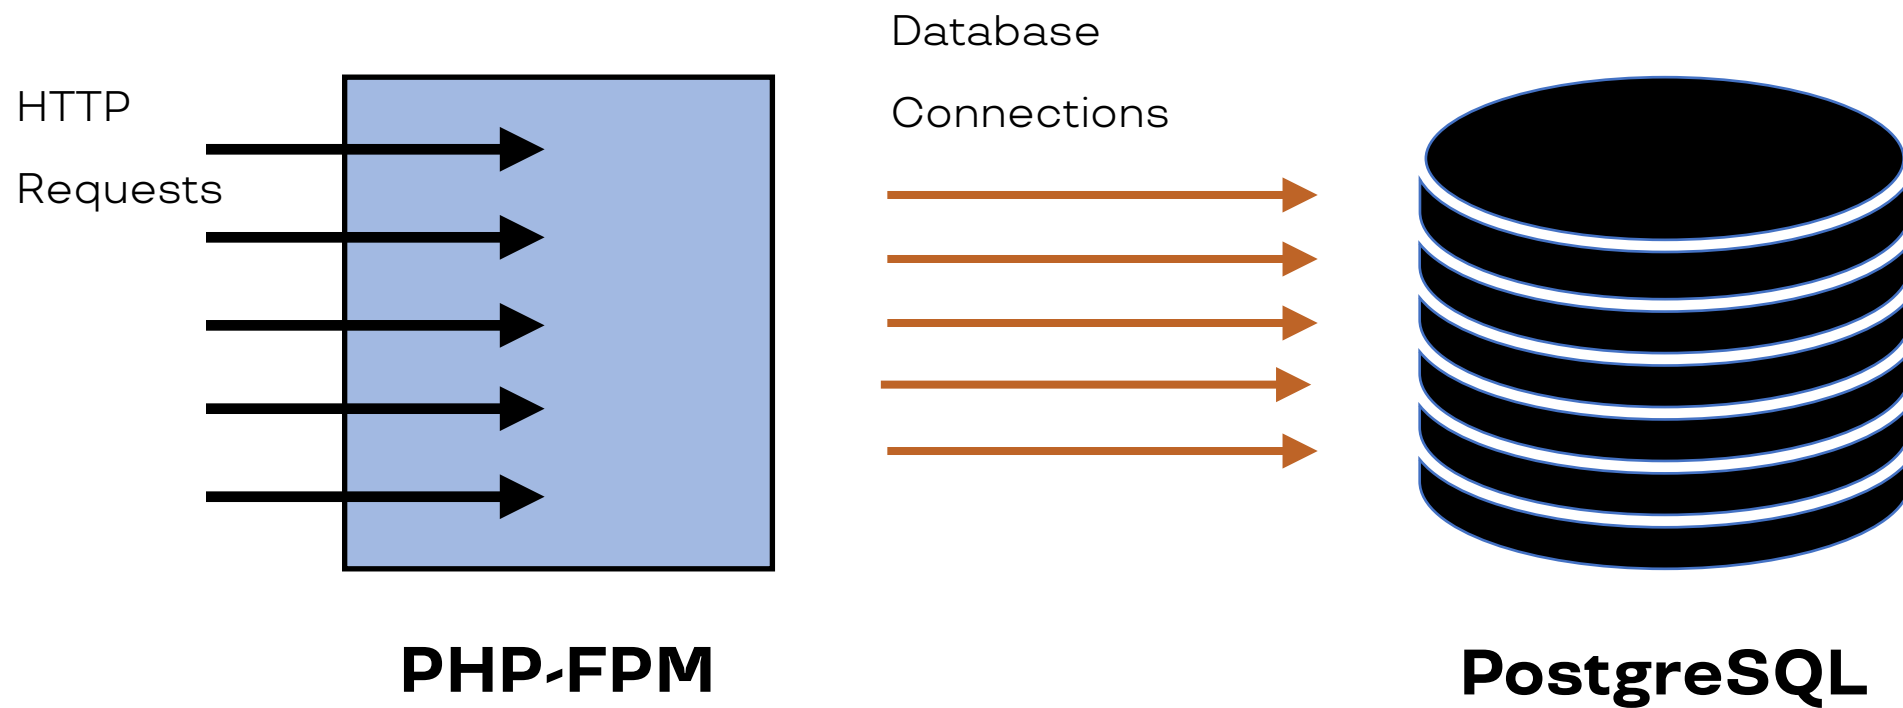 HTTP
Requests
Database
Connections
PHP-FPM
PostgreSQL